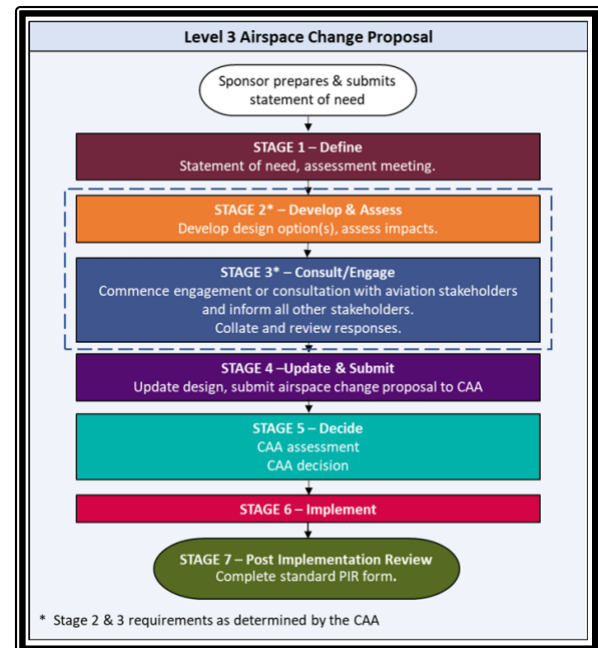 Level 3 Airspace Change Proposal
Sponsor prepares & submits
statement of need
STAGE 1 – Define
Statement of need, assessment meeting.
STAGE 2* – Develop & Assess
Develop design option(s), assess impacts.
STAGE 3* – Consult/Engage
Commence engagement or consultation with aviation stakeholders
and inform all other stakeholders.
Collate and review responses.
STAGE 4 –Update & Submit
Update design, submit airspace change proposal to CAA
STAGE 5 – Decide
CAA assessment
CAA decision
STAGE 6 – Implement
STAGE 7 – Post Implementation Review
Complete standard PIR form.
* Stage 2 & 3 requirements as determined by the CAA